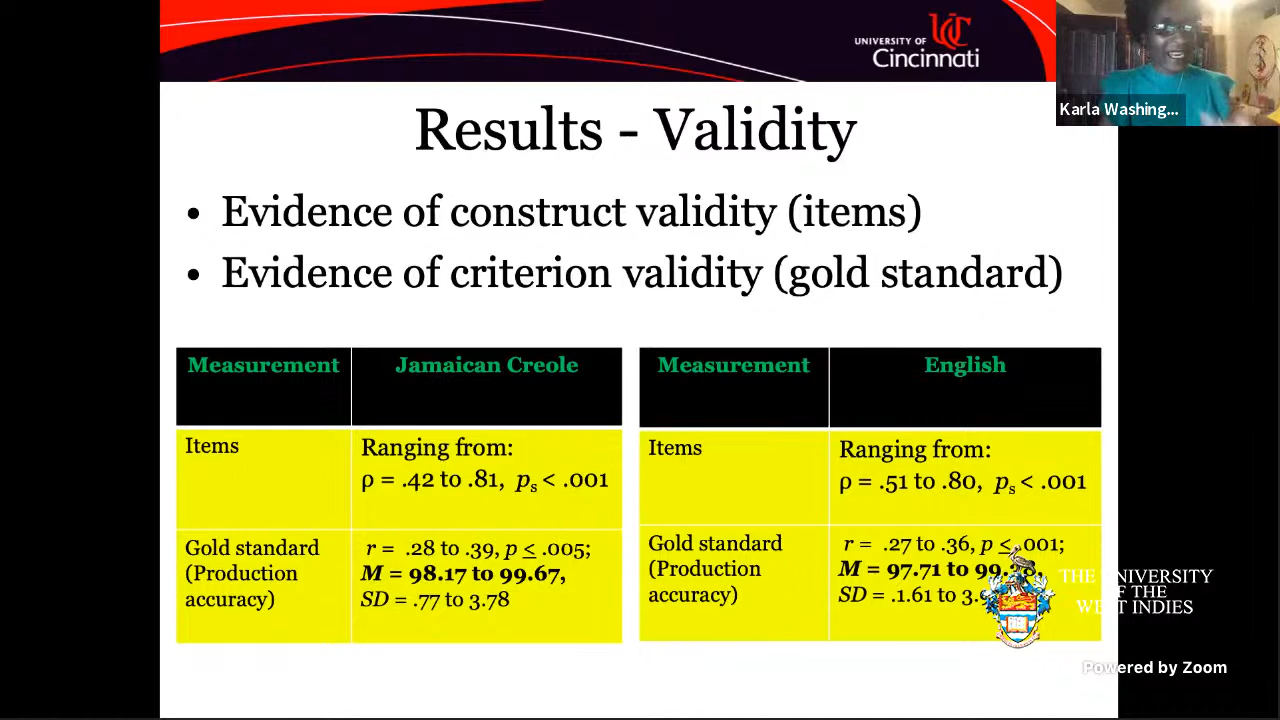 UNIVERSITY OF
Cincinnati
Karla Washing...
Results - Validity
• Evidence of construct validity (items)
• Evidence of criterion validity (gold standard)
Measurement
Jamaican Creole
Items
Ranging from:
ρ = .42 to .81, ps < .001
Gold standard
(Production
accuracy)
r = .28 to .39, p ≤ .005;
M = 98.17 to 99.67,
SD = .77 to 3.78
Measurement
English
Items
Ranging from:
ρ = .51 to .80, ps < .001
Gold standard
(Production
accuracy)
r = .27 to .36, p ≤ .001;
M = 97.71 to
SD = .1.61 to
THE UNIVERSITY
OF THE
WEST INDIES
Powered by Zoom